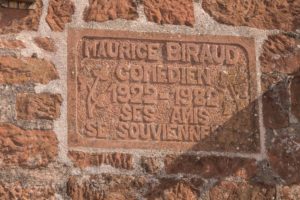 MAURICE BIRAUD
COMEDIEN
1922-1982
SES AMIS
SE SOUVIENNENT